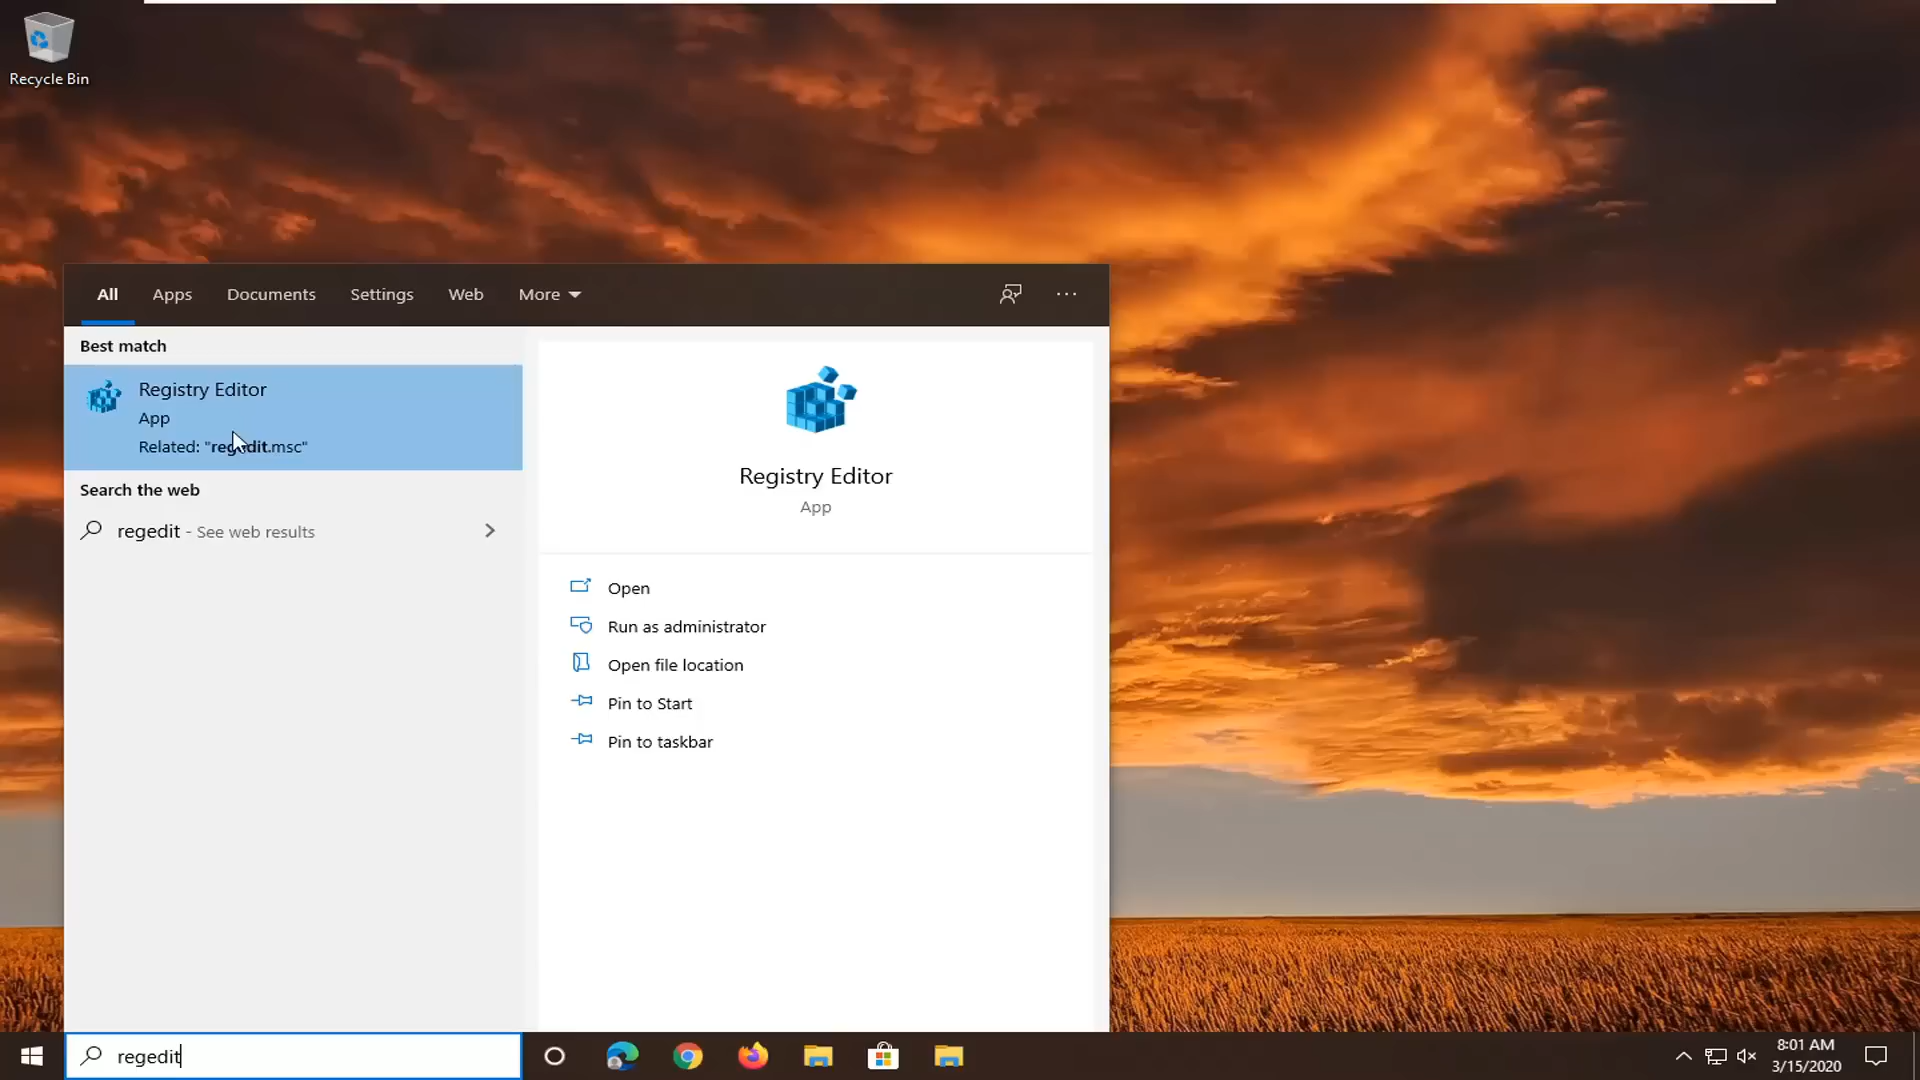 Recycle Bin
All Apps Documents Settings Web More
Best match
Registry Editor
App
Related: "regedit.msc"
Search the web
regedit - See web results
Registry Editor
App
Open
Run as administrator
Open file location
Pin to Start
Pin to taskbar
regedit
8:01 AM
3/15/2020